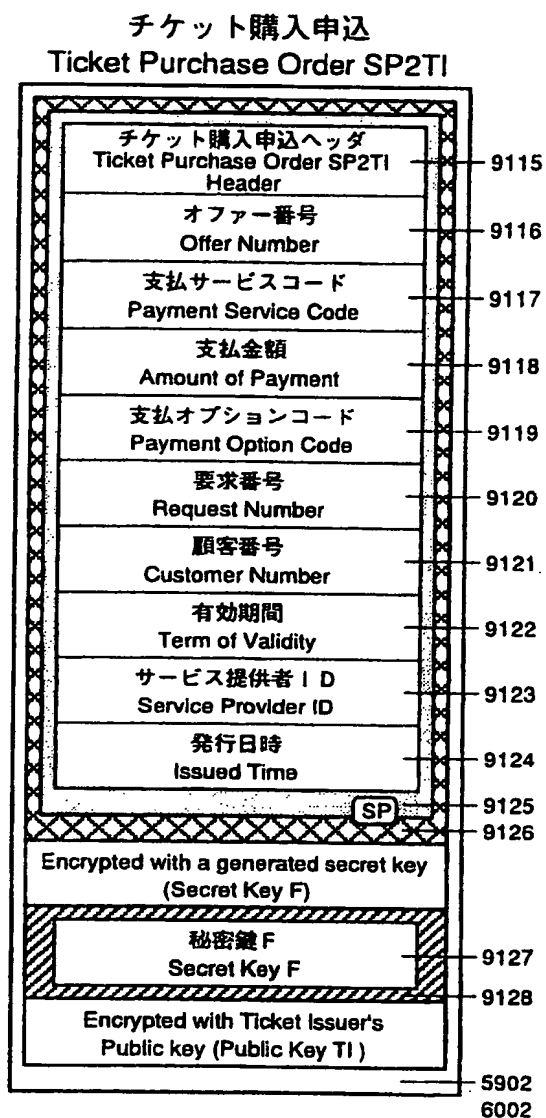 チケット購入申込
Ticket Purchase Order SP2TI
チケット購入申込ヘッダ
Ticket Purchase Order SP2TI
Header
9115
オファー番号
Offer Number
9116
支払サービスコード
Payment Service Code
9117
支払金額
Amount of Payment
9118
支払オプションコード
Payment Option Code
9119
要求番号
Request Number
9120
顧客番号
Customer Number
9121
有効期間
Term of Validity
9122
サービス提供者ID
Service Provider ID
9123
発行日時
Issued Time
9124
SP
9125
9126
Encrypted with a generated secret key
(Secret Key F)
秘密鍵F
Secret Key F
9127
9128
Encrypted with Ticket Issuer's
Public key (Public Key TI )
5902
6002